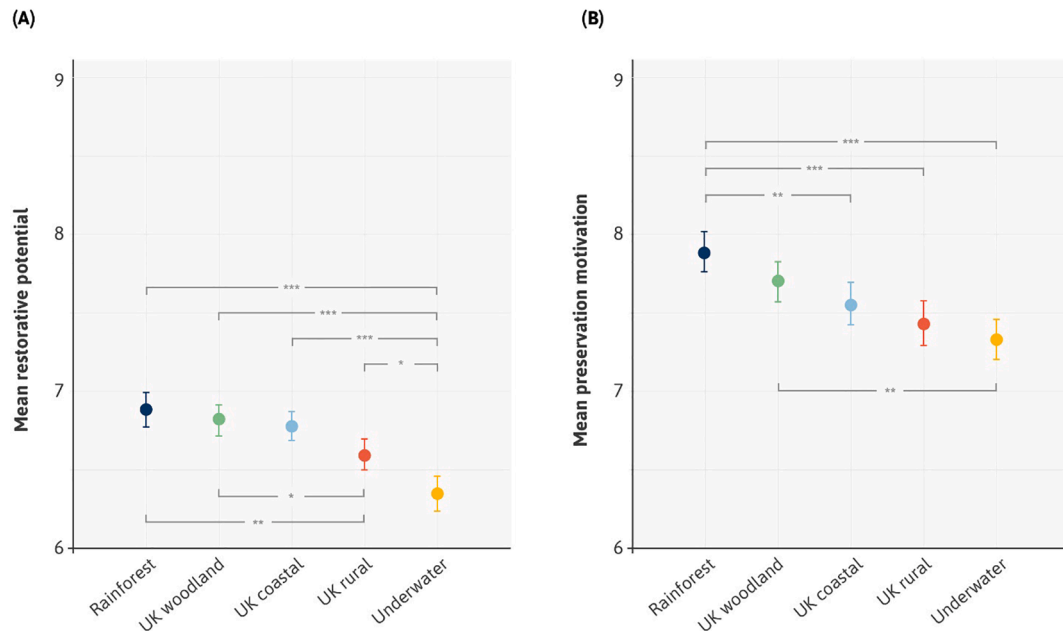 (A)
Mean restorative potential
9
8
7
6
***
***
***
*
*
**
Rainforest
UK woodland
UK coastal
UK rural
Underwater
(B)
Mean preservation motivation
9
8
7
6
***
***
**
**
Rainforest
UK woodland
UK coastal
UK rural
Underwater